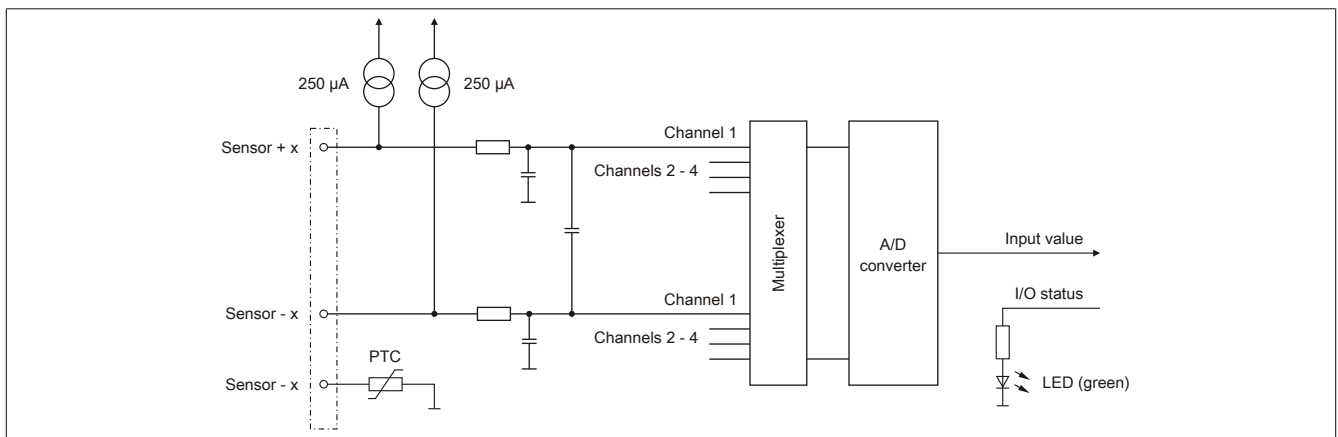 250 µA
250 µA
Sensor + x
Channel 1
Channels 2 - 4
Multiplexer
A/D
converter
Input value
I/O status
Sensor - x
Channel 1
Channels 2 - 4
PTC
Sensor - x
LED (green)